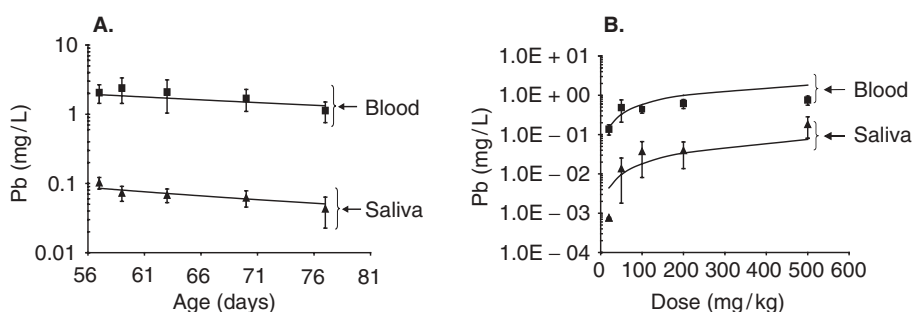 A.
10
1
0.1
0.01
Pb (mg/L)
56 61 66 71 76 81
Age (days)
Blood
Saliva
B.
1.0E + 01
1.0E + 00
1.0E − 01
1.0E − 02
1.0E − 03
1.0E − 04
Pb (mg/L)
0 100 200 300 400 500 600
Dose (mg/kg)
Blood
Saliva